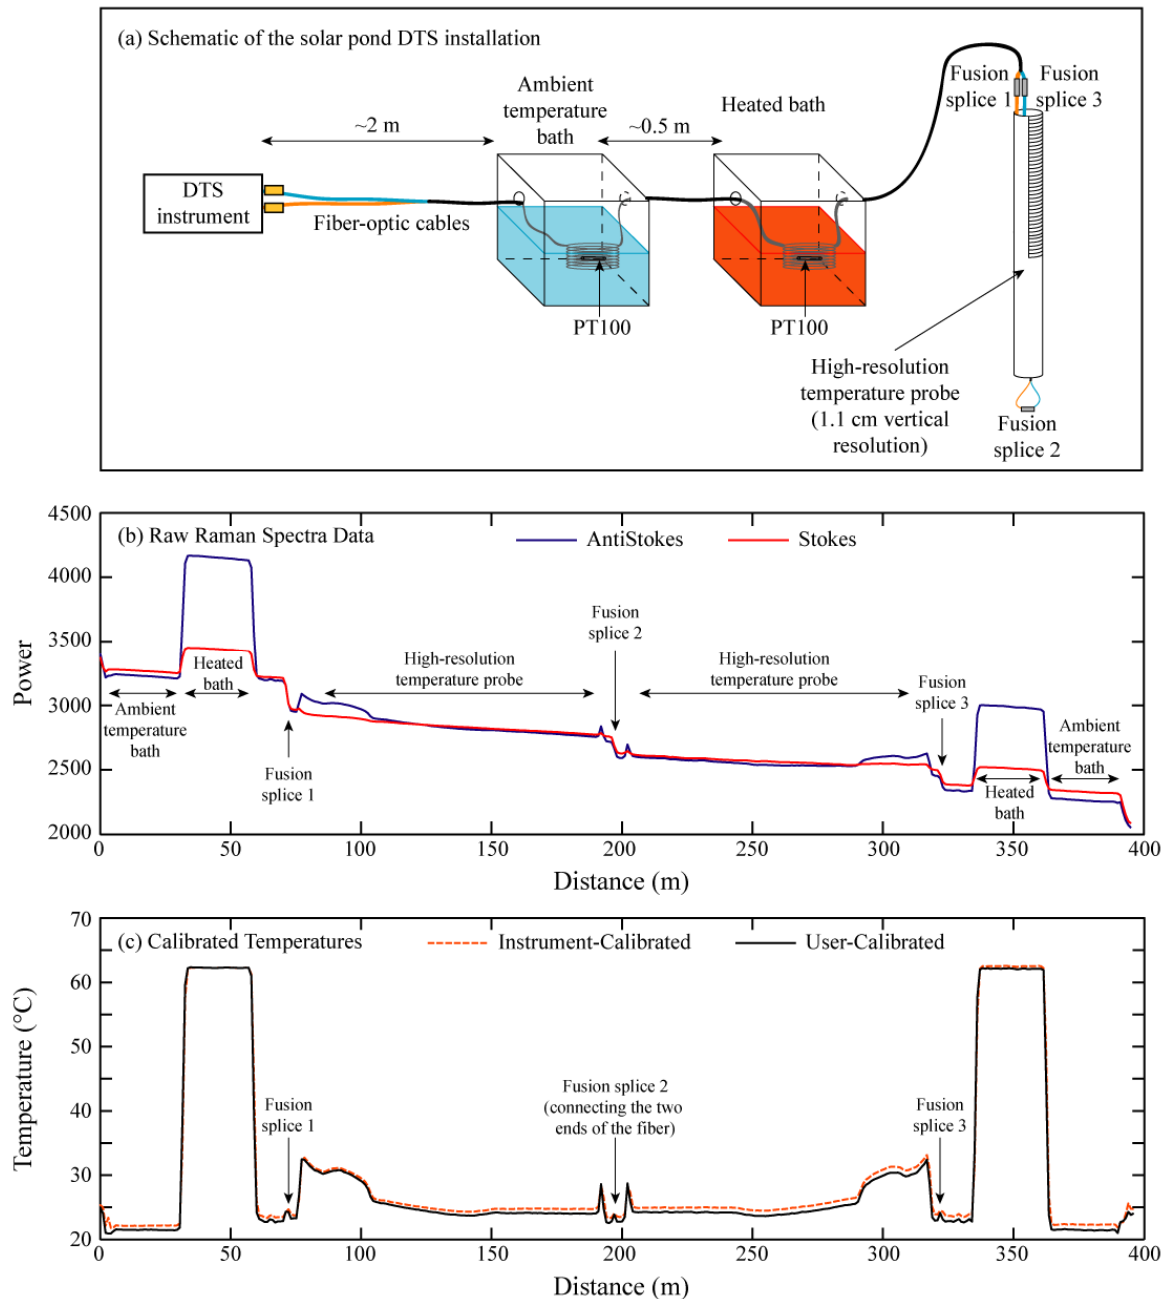 (a) Schematic of the solar pond DTS installation
Ambient
temperature
bath
Heated bath
Fusion
splice 1
Fusion
splice 3
~2 m
~0.5 m
DTS
instrument
Fiber-optic cables
PT100
PT100
High-resolution
temperature probe
(1.1 cm vertical
resolution)
Fusion
splice 2
(b) Raw Raman Spectra Data
AntiStokes
Stokes
Power
4500
4000
3500
3000
2500
2000
Heated
bath
Ambient
temperature
bath
Fusion
splice 1
High-resolution
temperature probe
Fusion
splice 2
High-resolution
temperature probe
Fusion
splice 3
Heated
bath
Ambient
temperature
bath
0 50 100 150 200 250 300 350 400
Distance (m)
(c) Calibrated Temperatures
Instrument-Calibrated
User-Calibrated
Temperature (°C)
70
60
50
40
30
20
Fusion
splice 1
Fusion splice 2
(connecting the two
ends of the fiber)
Fusion
splice 3
0 50 100 150 200 250 300 350 400
Distance (m)